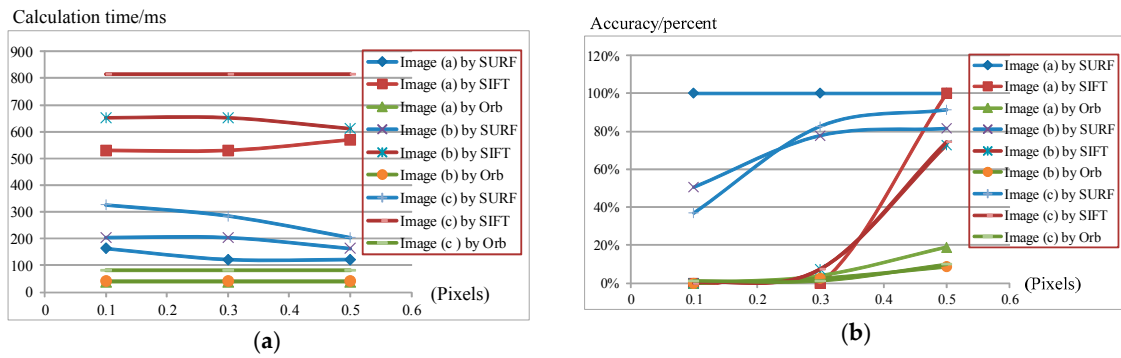 Calculation time/ms
900
800
700
600
500
400
300
200
100
0
0
0.1
0.2
0.3
0.4
0.5
0.6
(Pixels)
Image (a) by SURF
Image (a) by SIFT
Image (a) by Orb
Image (b) by SURF
Image (b) by SIFT
Image (b) by Orb
Image (c) by SURF
Image (c) by SIFT
Image (c ) by Orb
(a)
Accuracy/percent
120%
100%
80%
60%
40%
20%
0%
0
0.1
0.2
0.3
0.4
0.5
0.6
(Pixels)
Image (a) by SURF
Image (a) by SIFT
Image (a) by Orb
Image (b) by SURF
Image (b) by SIFT
Image (b) by Orb
Image (c) by SURF
Image (c) by SIFT
Image (c) by Orb
(b)